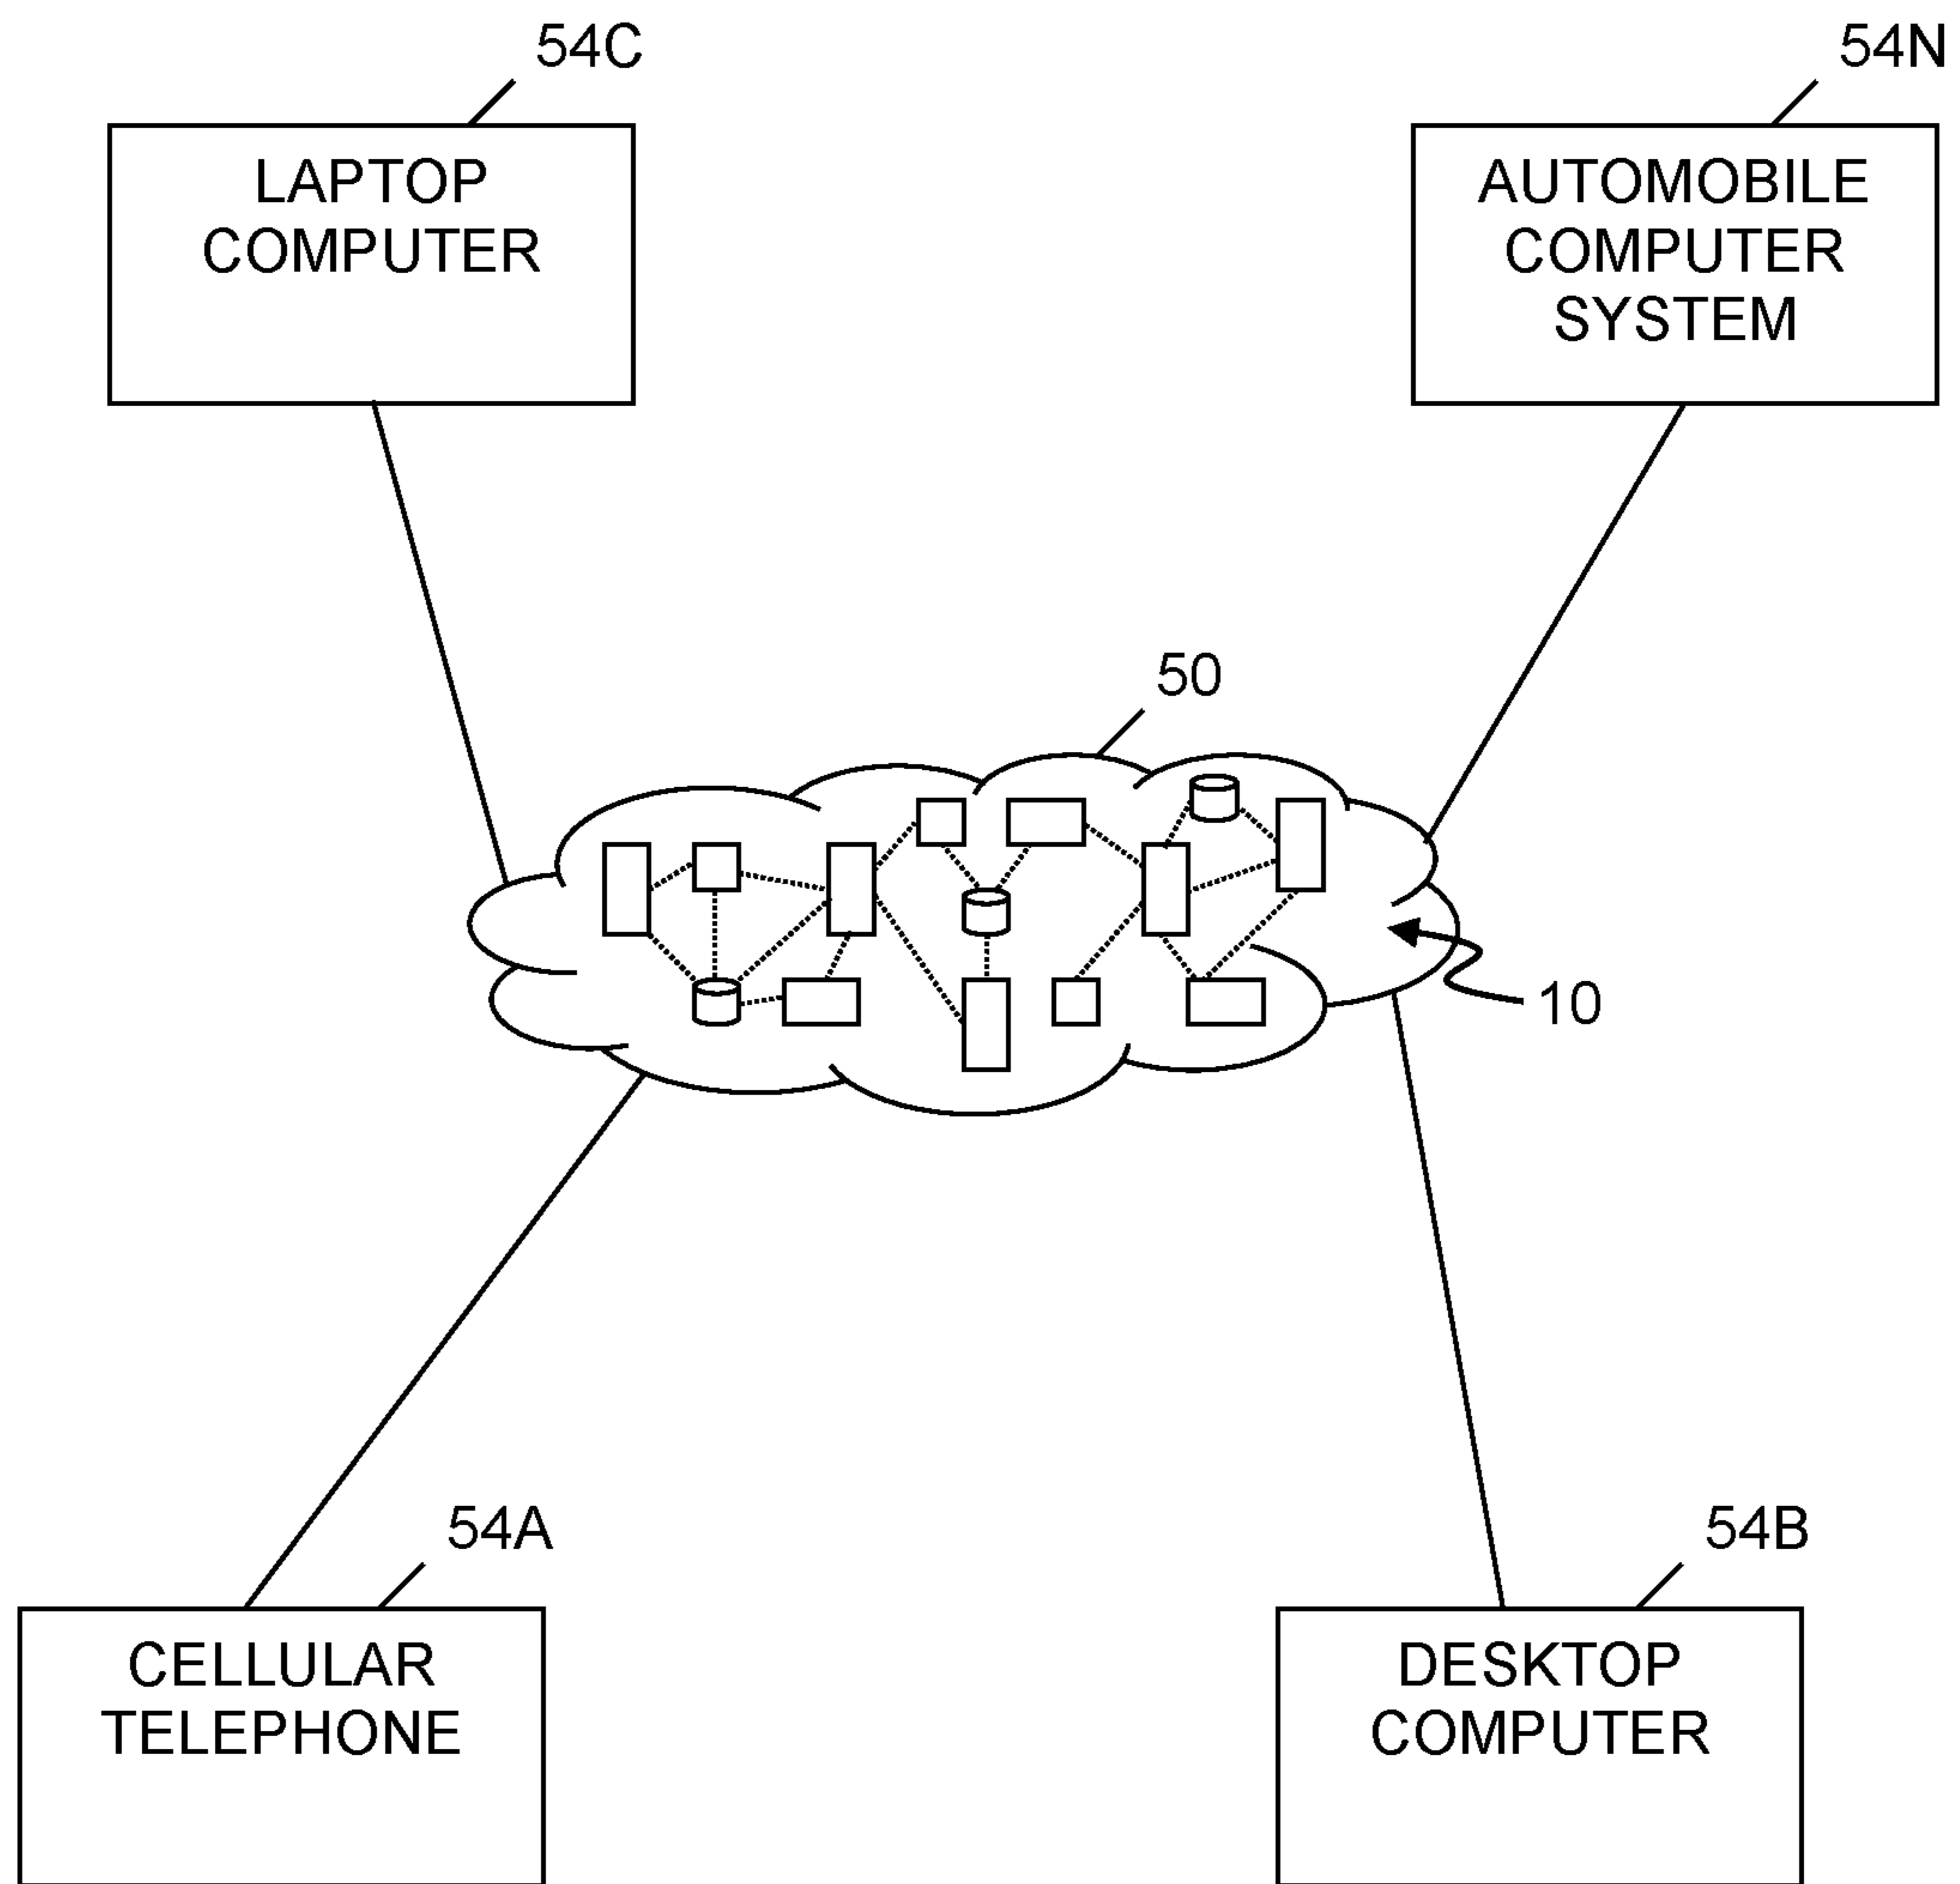 54C
54N
LAPTOP
COMPUTER
AUTOMOBILE
COMPUTER
SYSTEM
50
10
54A
54B
CELLULAR
TELEPHONE
DESKTOP
COMPUTER